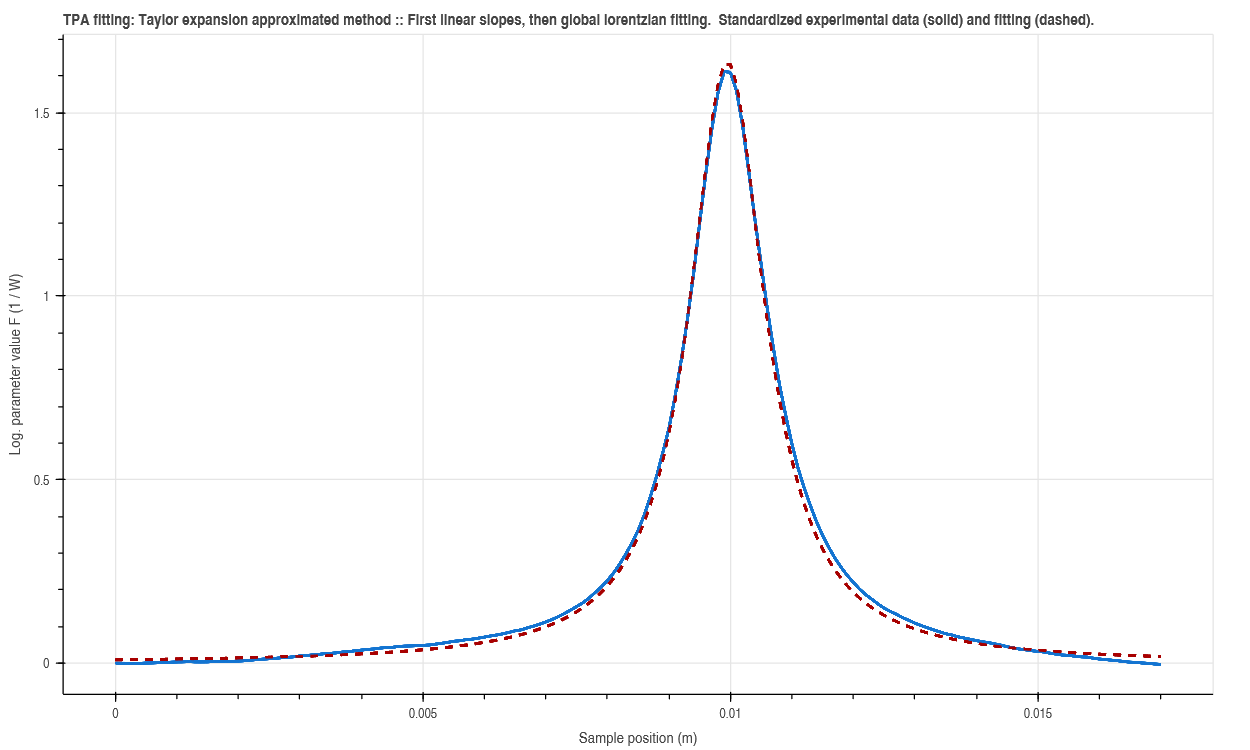 TPA fitting: Taylor expansion approximated method :: First linear slopes, then global lorentzian fitting.  Standardized experimental data (solid) and fitting (dashed).
Log. parameter value F (1 / W)
1.5
1
0.5
0
0
0.005
0.01
0.015
Sample position (m)